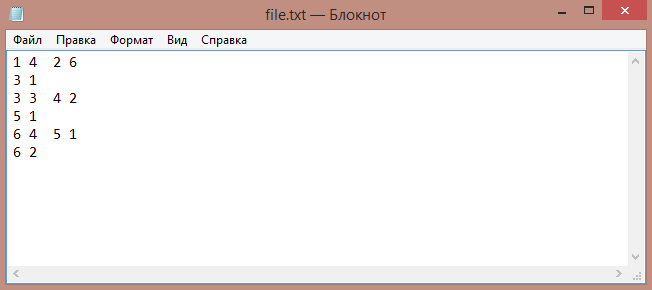 file.txt — Блокнот
Файл Правка Формат Вид Справка
1 4  2 6
3 1
3 3  4 2
5 1
6 4  5 1
6 2